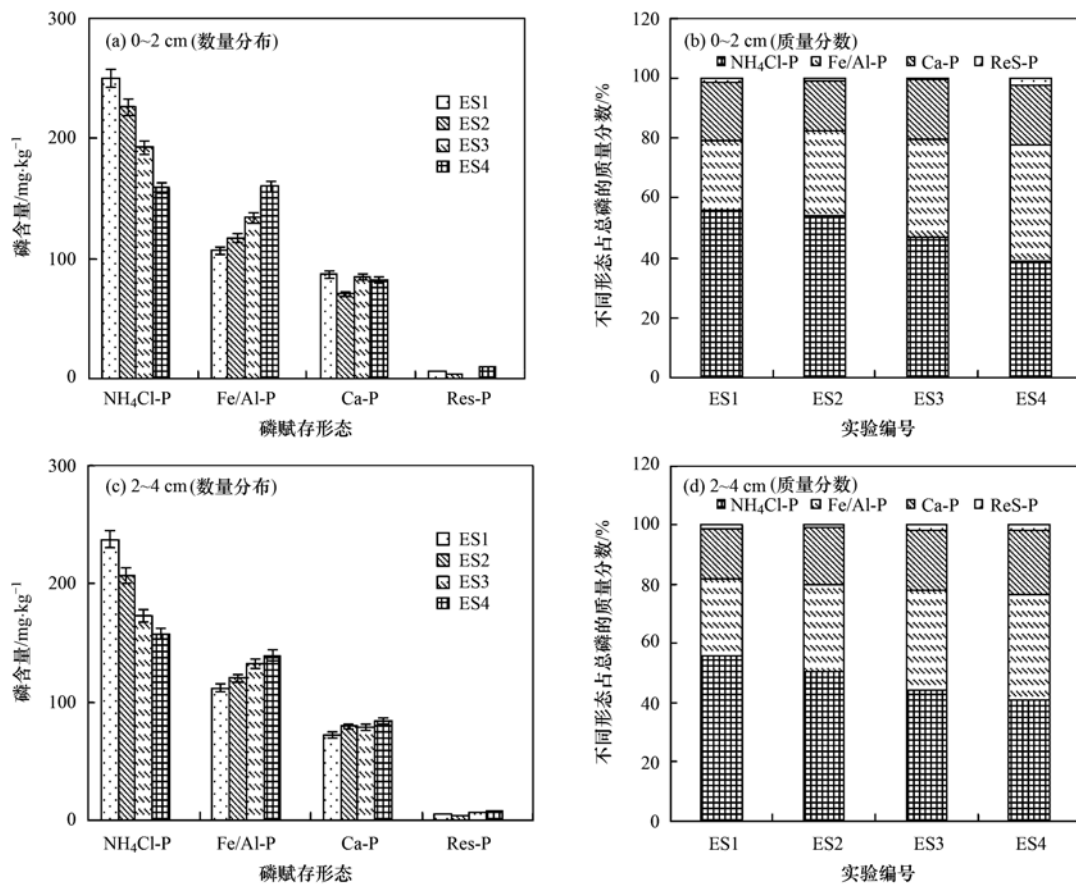 (a) 0~2 cm (数量分布)
300
200
100
0
磷含量/mg·kg⁻¹
ES1
ES2
ES3
ES4
NH₄Cl-P Fe/Al-P Ca-P Res-P
磷赋存形态
(b) 0~2 cm (质量分数)
NH₄Cl-P Fe/Al-P Ca-P ReS-P
120
100
80
60
40
20
0
不同形态占总磷的质量分数/%
ES1 ES2 ES3 ES4
实验编号
(c) 2~4 cm (数量分布)
300
200
100
0
磷含量/mg·kg⁻¹
ES1
ES2
ES3
ES4
NH₄Cl-P Fe/Al-P Ca-P Res-P
磷赋存形态
(d) 2~4 cm (质量分数)
NH₄Cl-P Fe/Al-P Ca-P ReS-P
120
100
80
60
40
20
0
不同形态占总磷的质量分数/%
ES1 ES2 ES3 ES4
实验编号